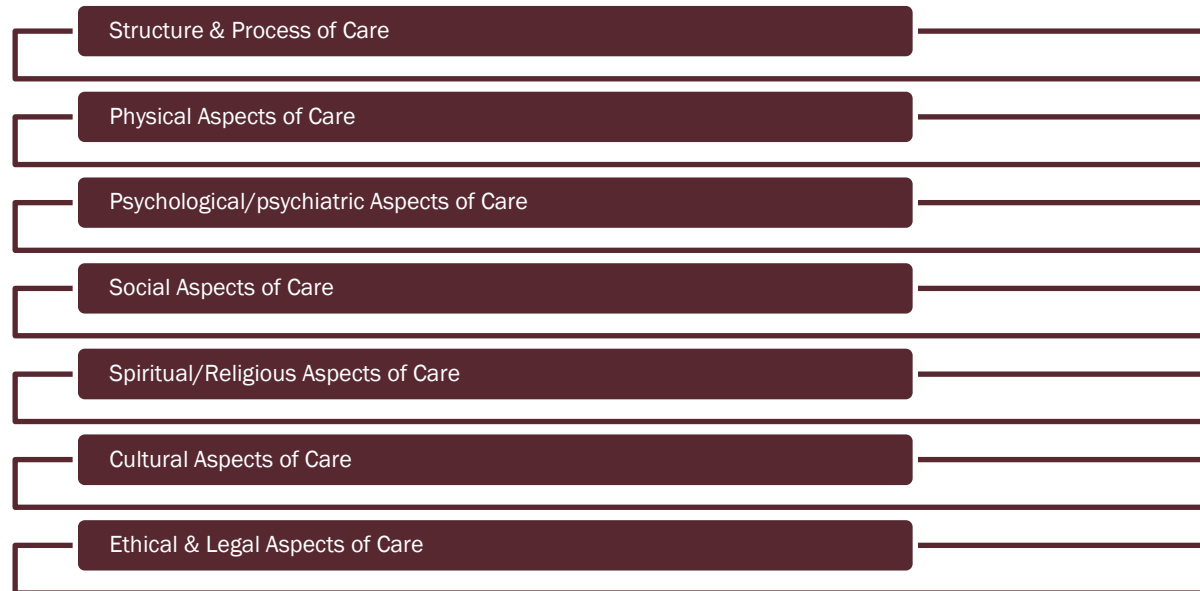 Structure & Process of Care
Physical Aspects of Care
Psychological/psychiatric Aspects of Care
Social Aspects of Care
Spiritual/Religious Aspects of Care
Cultural Aspects of Care
Ethical & Legal Aspects of Care